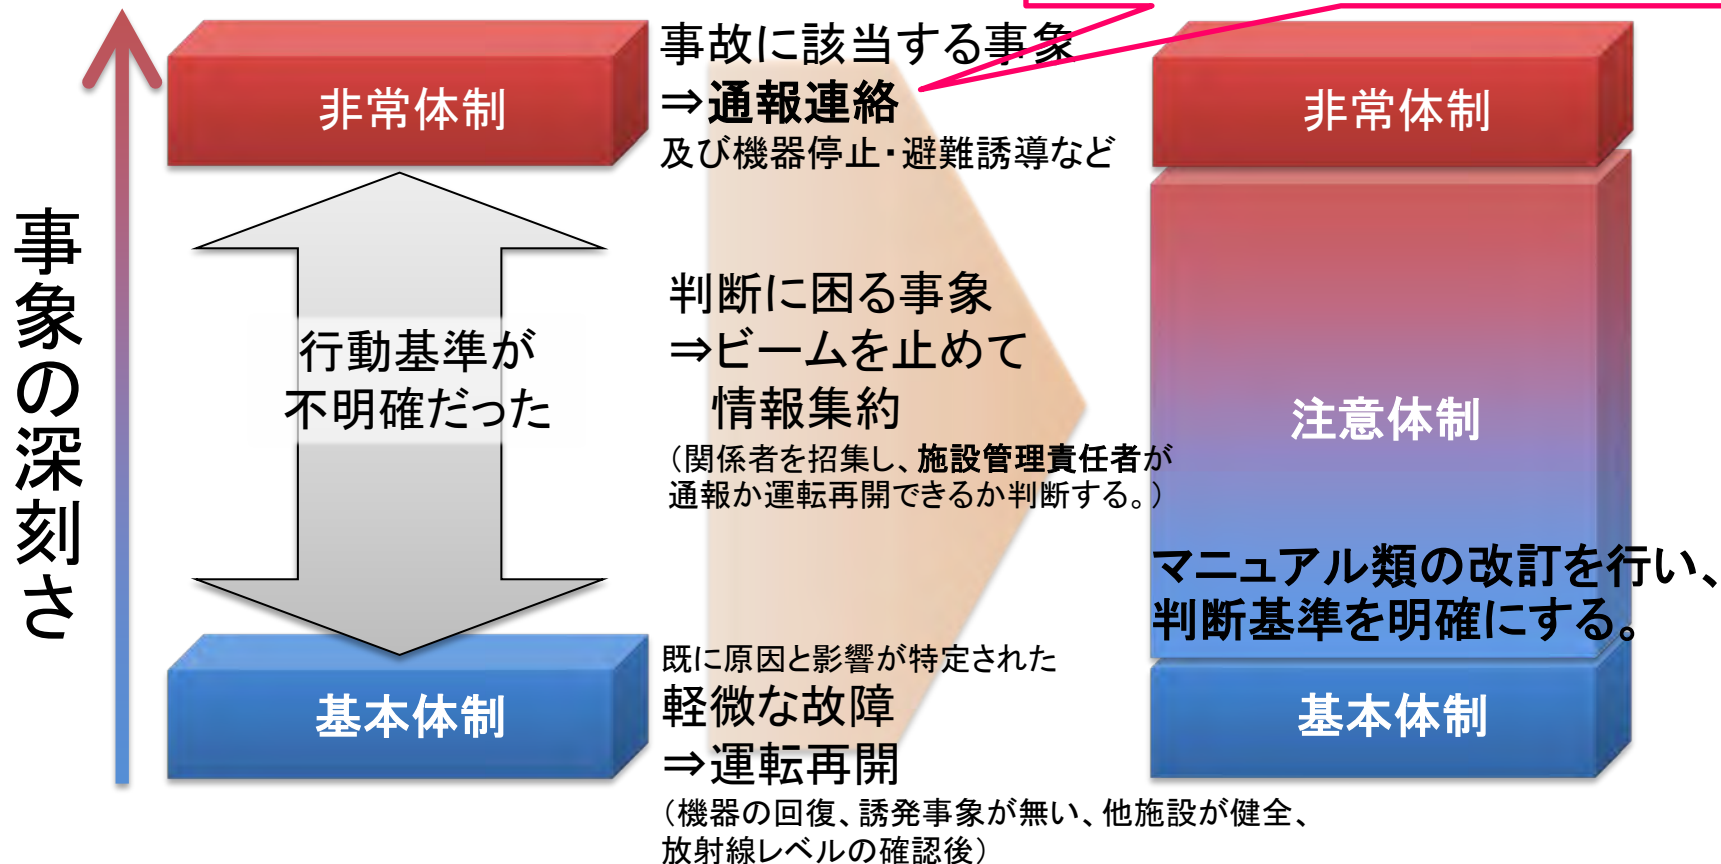 事象の深刻さ
非常体制
行動基準が
不明確だった
基本体制
事故に該当する事象
⇒通報連絡
及び機器停止・避難誘導など
判断に困る事象
⇒ビームを止めて
情報集約
（関係者を招集し、施設管理責任者が
通報か運転再開できるか判断する。）
既に原因と影響が特定された
軽微な故障
⇒運転再開
（機器の回復、誘発事象が無い、他施設が健全、
放射線レベルの確認後）
非常体制
注意体制
マニュアル類の改訂を行い、
判断基準を明確にする。
基本体制